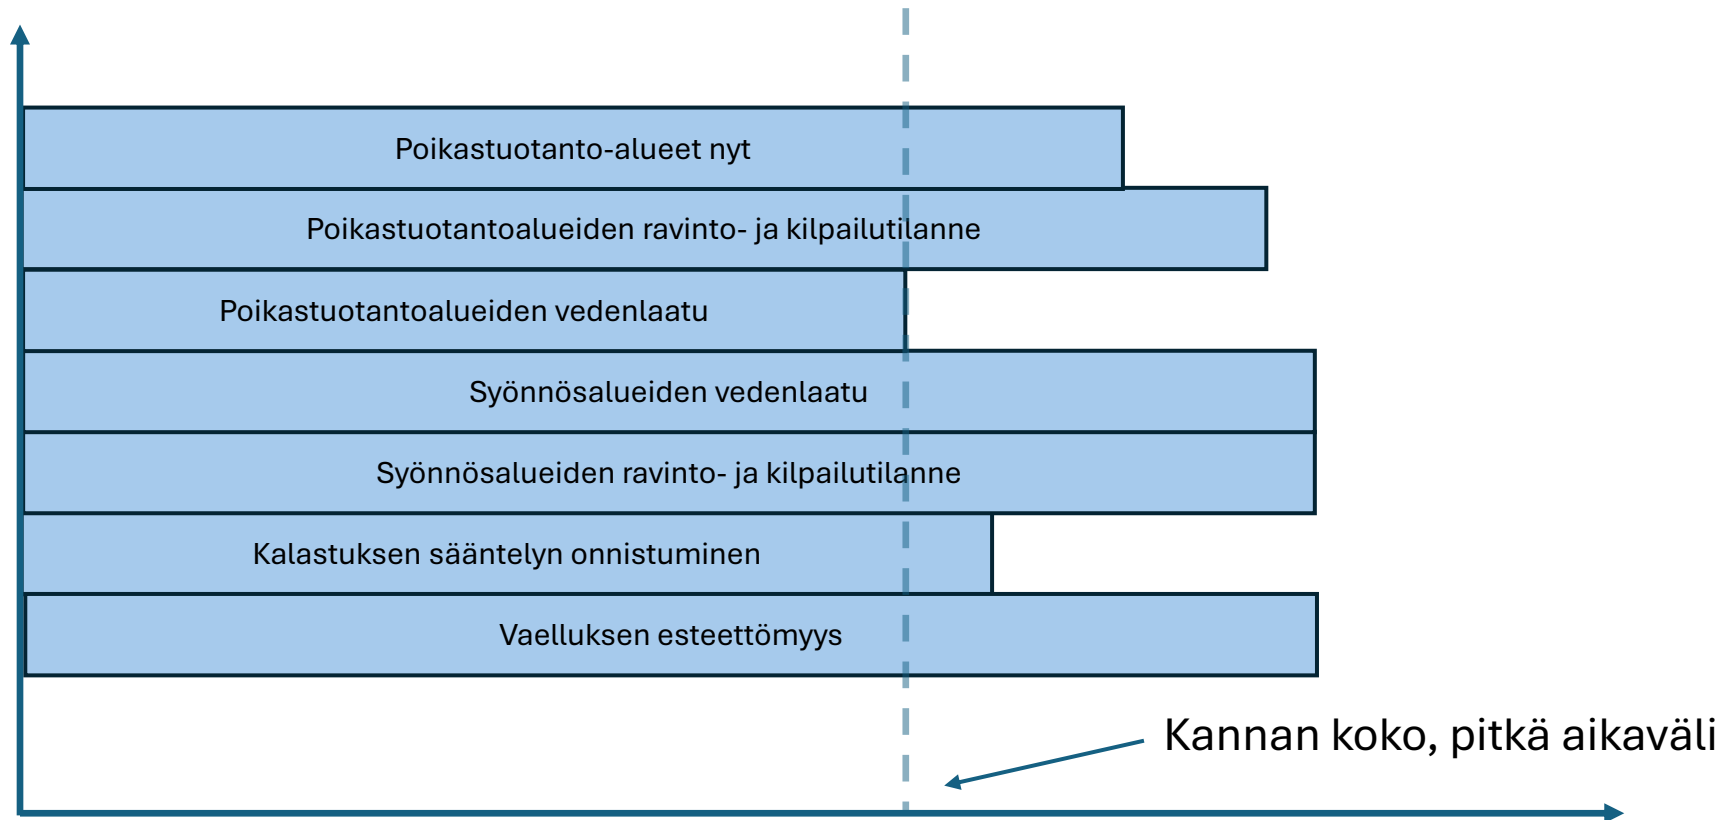 Poikastuotanto-alueet nyt
Poikastuotantoalueiden ravinto- ja kilpailutilanne
Poikastuotantoalueiden vedenlaatu
Syönnösalueiden vedenlaatu
Syönnösalueiden ravinto- ja kilpailutilanne
Kalastuksen sääntelyn onnistuminen
Vaelluksen esteettömyys
Kannan koko, pitkä aikaväli